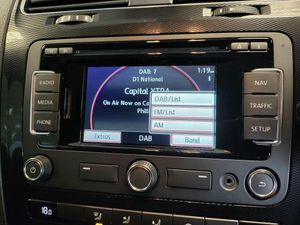 DAB: 7
1:19
D1 National
Capital XTRA
On Air Now on Ca
Phil
DAB/List
FM/List
AM
Extras
DAB
Band
RADIO
MEDIA
PHONE
NAV
TRAFFIC
SETUP
18.0